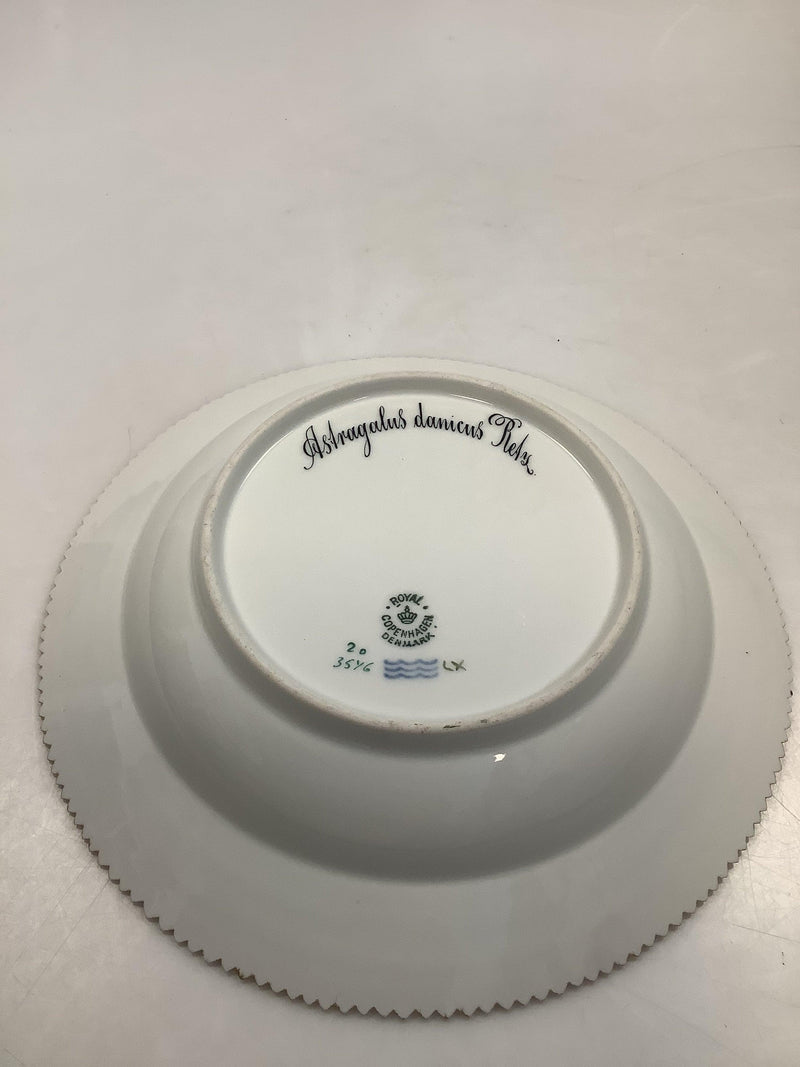 Astragalus danicus Retz.
ROYAL
COPENHAGEN
DENMARK
20
3546 LX